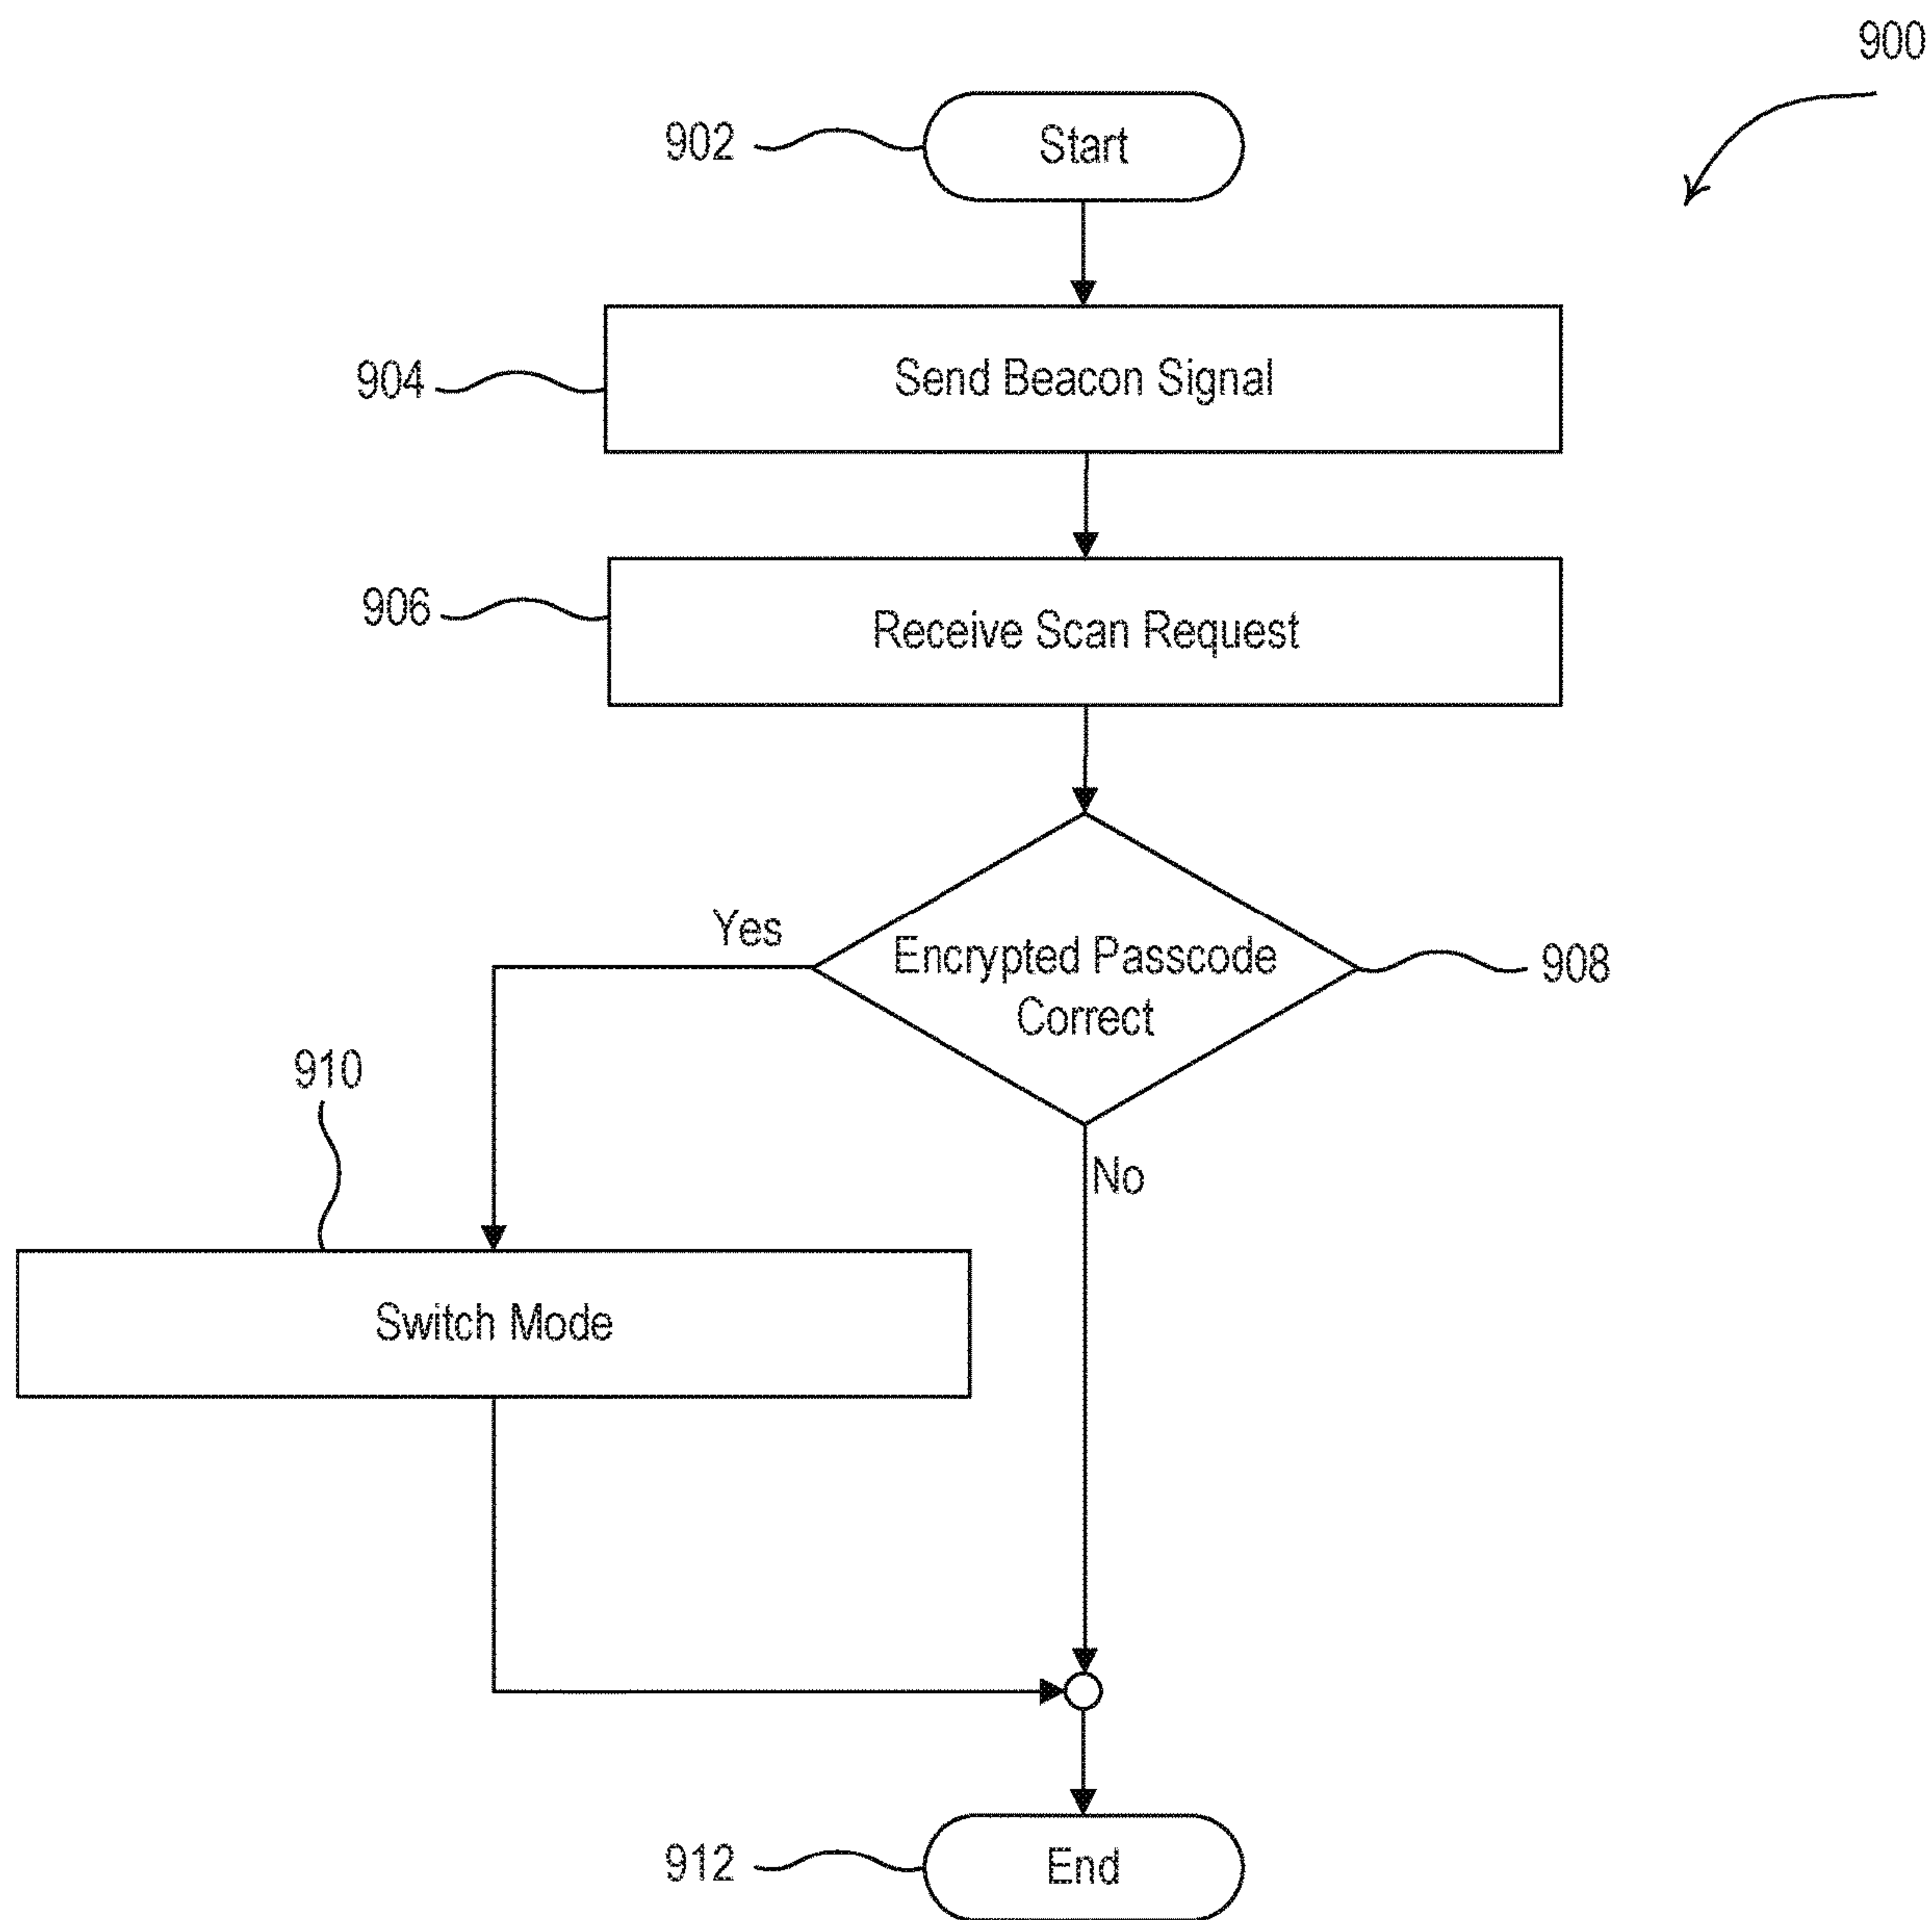 900
902
Start
904
Send Beacon Signal
906
Receive Scan Request
Yes
Encrypted Passcode
Correct
908
910
No
Switch Mode
912
End